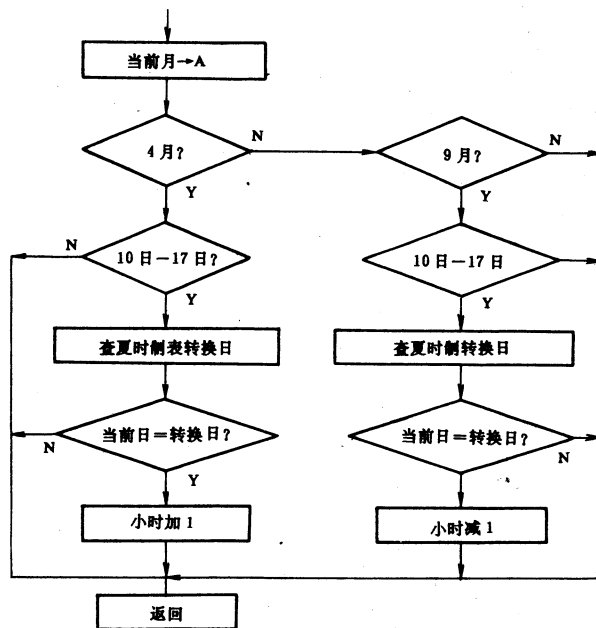 当前月→A
4月?
N
9月?
N
Y
Y
N
10日-17日?
10日-17日
Y
Y
查夏时制表转换日
查夏时制转换日
当前日=转换日?
当前日=转换日?
N
N
Y
小时加1
小时减1
返回